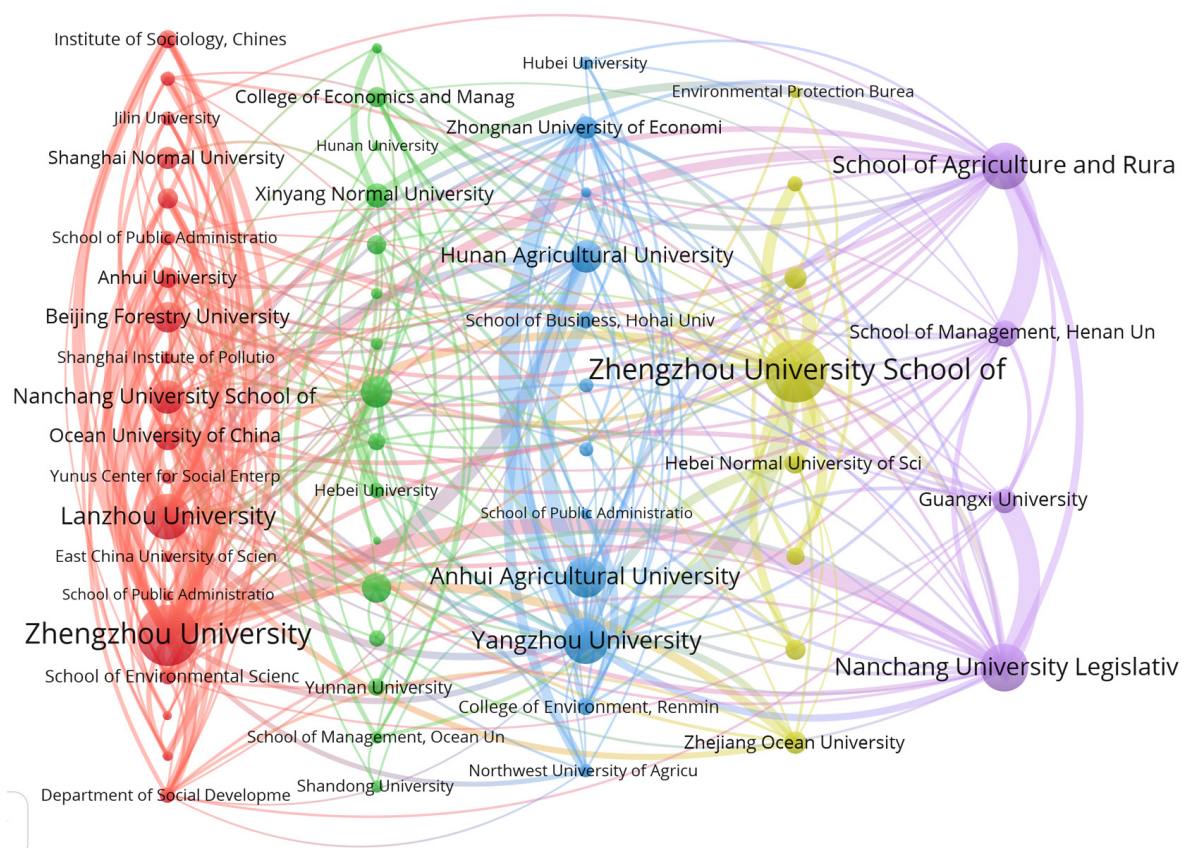 Institute of Sociology, Chines
Jilin University
Shanghai Normal University
School of Public Administratio
Anhui University
Beijing Forestry University
Shanghai Institute of Pollutio
Nanchang University School of
Ocean University of China
Yunus Center for Social Enterp
Lanzhou University
East China University of Scien
School of Public Administratio
Zhengzhou University
School of Environmental Scienc
Department of Social Developme
College of Economics and Manag
Hunan University
Xinyang Normal University
Hebei University
Yunnan University
School of Management, Ocean Un
Shandong University
Hubei University
Zhongnan University of Economi
Hunan Agricultural University
School of Business, Hohai Univ
School of Public Administratio
Anhui Agricultural University
Yangzhou University
College of Environment, Renmin
Northwest University of Agricu
Environmental Protection Burea
Zhengzhou University School of
Hebei Normal University of Sci
Zhejiang Ocean University
School of Agriculture and Rura
School of Management, Henan Un
Guangxi University
Nanchang University Legislativ